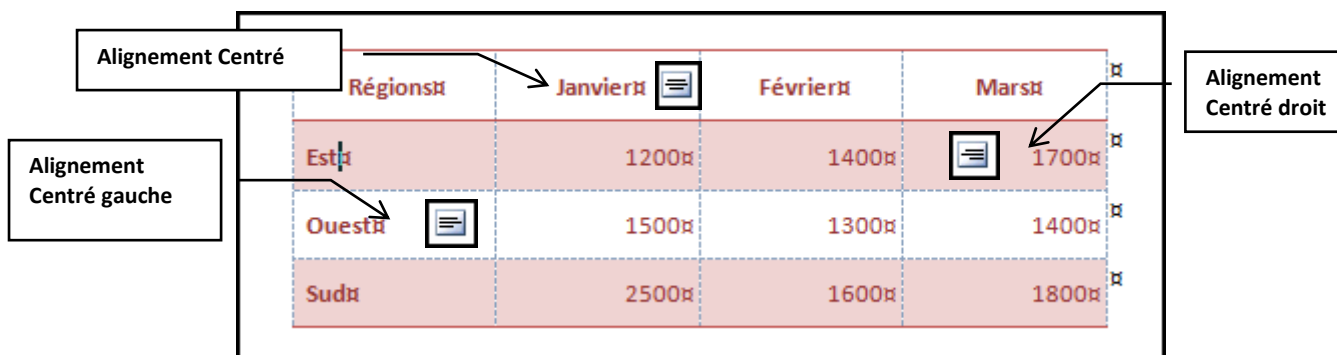 Alignement Centré
Régions¤ Janvier¤ Février¤ Mars¤ ¤
Alignement
Centré droit
Est¤ 1200¤ 1400¤ 1700¤ ¤
Alignement
Centré gauche
Ouest¤ 1500¤ 1300¤ 1400¤ ¤
Sud¤ 2500¤ 1600¤ 1800¤ ¤